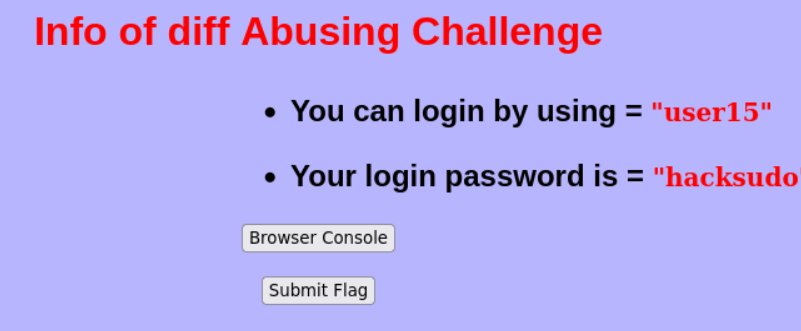 Info of diff Abusing Challenge
• You can login by using = "user15"
• Your login password is = "hacksudo"
Browser Console
Submit Flag